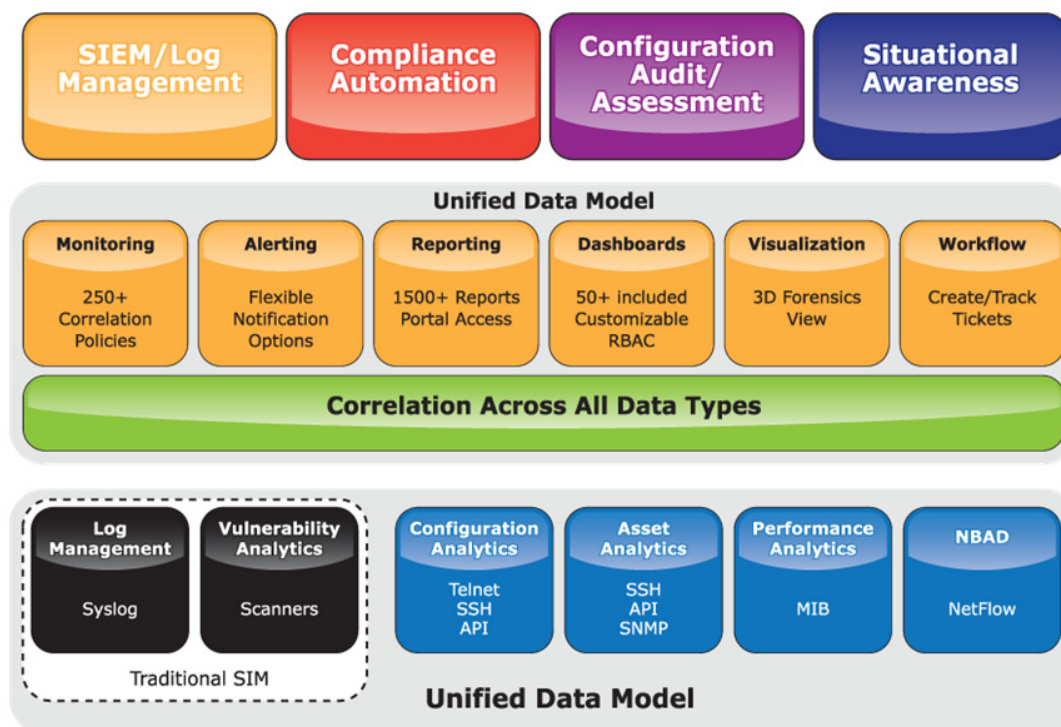 SIEM/Log
Management
Compliance
Automation
Configuration
Audit/
Assessment
Situational
Awareness
Unified Data Model
Monitoring
250+
Correlation
Policies
Alerting
Flexible
Notification
Options
Reporting
1500+ Reports
Portal Access
Dashboards
50+ included
Customizable
RBAC
Visualization
3D Forensics
View
Workflow
Create/Track
Tickets
Correlation Across All Data Types
Log
Management
Syslog
Vulnerability
Analytics
Scanners
Traditional SIM
Configuration
Analytics
Telnet
SSH
API
Asset
Analytics
SSH
API
SNMP
Performance
Analytics
MIB
NBAD
NetFlow
Unified Data Model